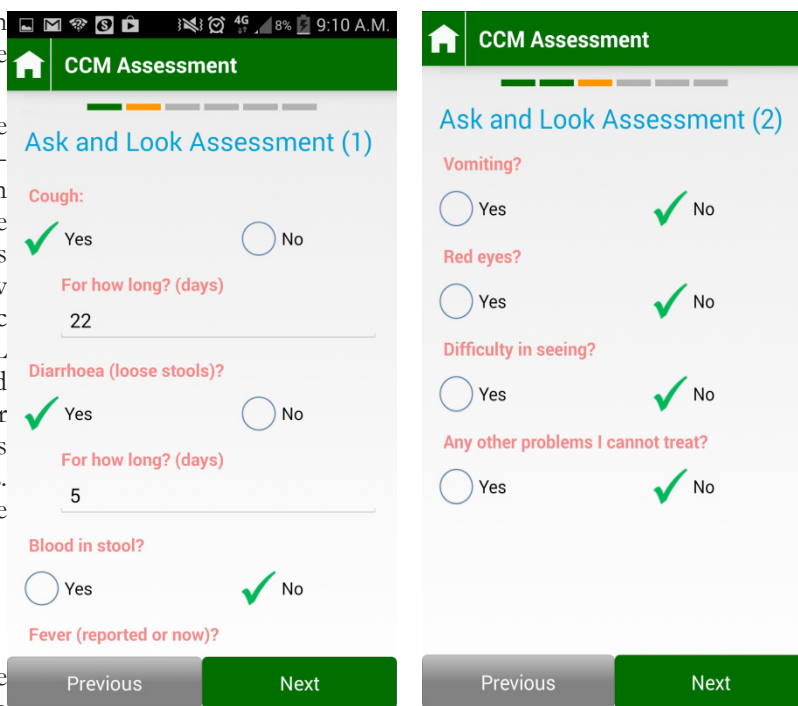 4G 8% 9:10 A.M.
CCM Assessment
Ask and Look Assessment (1)
Cough:
Yes No
For how long? (days)
22
Diarrhoea (loose stools)?
Yes No
For how long? (days)
5
Blood in stool?
Yes No
Fever (reported or now)?
Previous Next
CCM Assessment
Ask and Look Assessment (2)
Vomiting?
Yes No
Red eyes?
Yes No
Difficulty in seeing?
Yes No
Any other problems I cannot treat?
Yes No
Previous Next